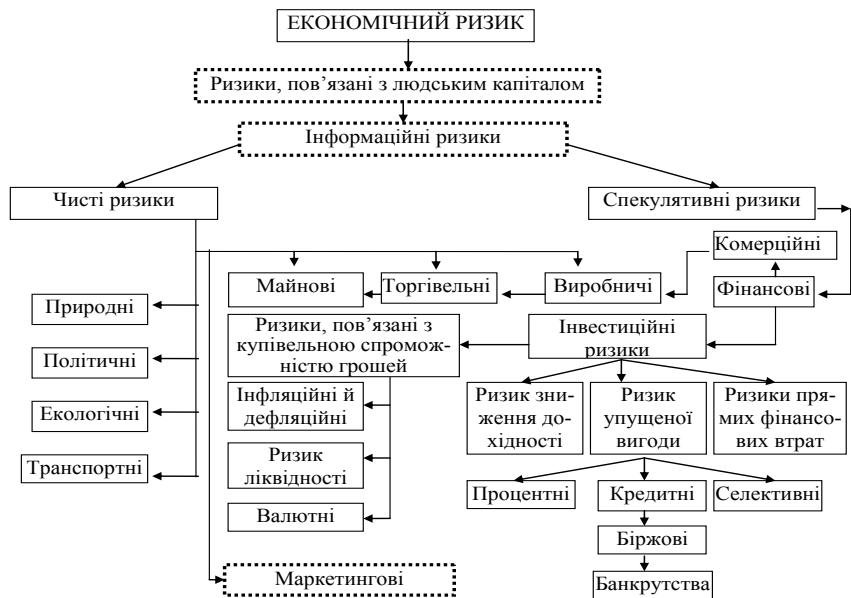 ЕКОНОМІЧНИЙ РИЗИК
Ризики, пов’язані з людським капіталом
Інформаційні ризики
Чисті ризики
Спекулятивні ризики
Комерційні
Майнові
Торгівельні
Виробничі
Фінансові
Природні
Політичні
Екологічні
Транспортні
Ризики, пов’язані з
купівельною спромож-
ністю грошей
Інвестиційні
ризики
Інфляційні й
дефляційні
Ризик
ліквідності
Валютні
Ризик зни-
ження до-
хідності
Ризик
упущеної
вигоди
Ризики пря-
мих фінансо-
вих втрат
Процентні
Кредитні
Селективні
Біржові
Банкрутства
Маркетингові